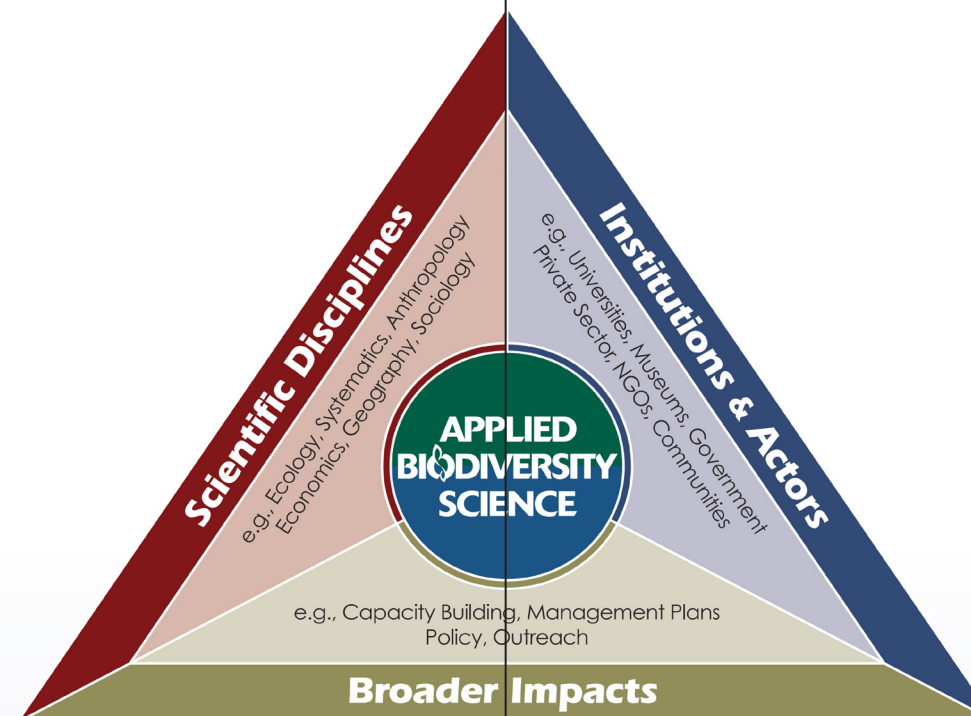 Scientific Disciplines
e.g., Ecology, Systematics, Anthropology
Economics, Geography, Sociology
Institutions & Actors
e.g., Universities, Museums, Government
Private Sector, NGOs, Communities
APPLIED
BIODIVERSITY
SCIENCE
e.g., Capacity Building, Management Plans
Policy, Outreach
Broader Impacts